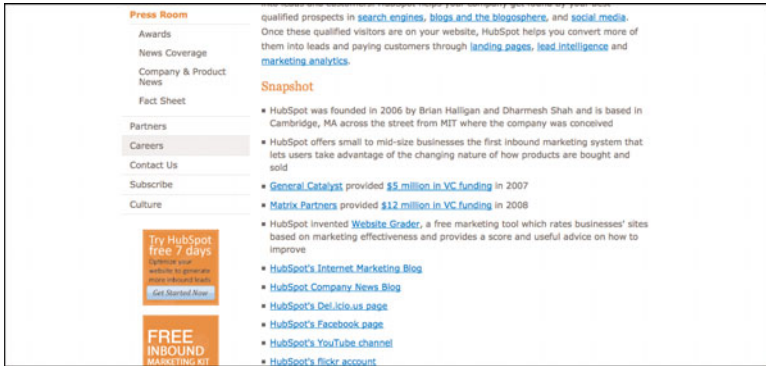 Press Room
Awards
News Coverage
Company & Product
News
Fact Sheet
Partners
Careers
Contact Us
Subscribe
Culture
Try HubSpot
free 7 days
Optimize your
website to generate
more inbound leads
Get Started Now
FREE
INBOUND
MARKETING KIT
qualified prospects in search engines, blogs and the blogosphere, and social media.
Once these qualified visitors are on your website, HubSpot helps you convert more of
them into leads and paying customers through landing pages, lead intelligence and
marketing analytics.
Snapshot
▪ HubSpot was founded in 2006 by Brian Halligan and Dharmesh Shah and is based in
Cambridge, MA across the street from MIT where the company was conceived
▪ HubSpot offers small to mid-size businesses the first inbound marketing system that
lets users take advantage of the changing nature of how products are bought and
sold
▪ General Catalyst provided $5 million in VC funding in 2007
▪ Matrix Partners provided $12 million in VC funding in 2008
▪ HubSpot invented Website Grader, a free marketing tool which rates businesses' sites
based on marketing effectiveness and provides a score and useful advice on how to
improve
▪ HubSpot's Internet Marketing Blog
▪ HubSpot Company News Blog
▪ HubSpot's Del.icio.us page
▪ HubSpot's Facebook page
▪ HubSpot's YouTube channel
▪ HubSpot's flickr account